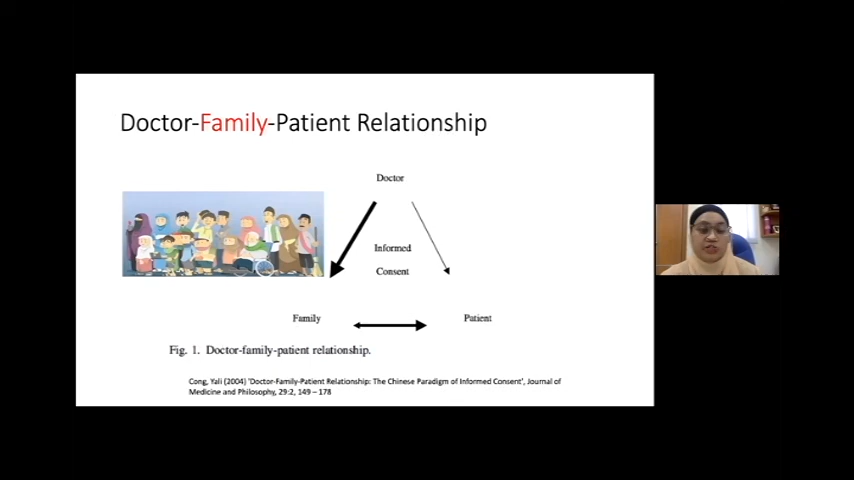 Doctor-Family-Patient Relationship
Doctor
Informed
Consent
Family
Patient
Fig. 1. Doctor-family-patient relationship.
Cong, Yali (2004) 'Doctor-Family-Patient Relationship: The Chinese Paradigm of Informed Consent', Journal of
Medicine and Philosophy, 29:2, 149 – 178